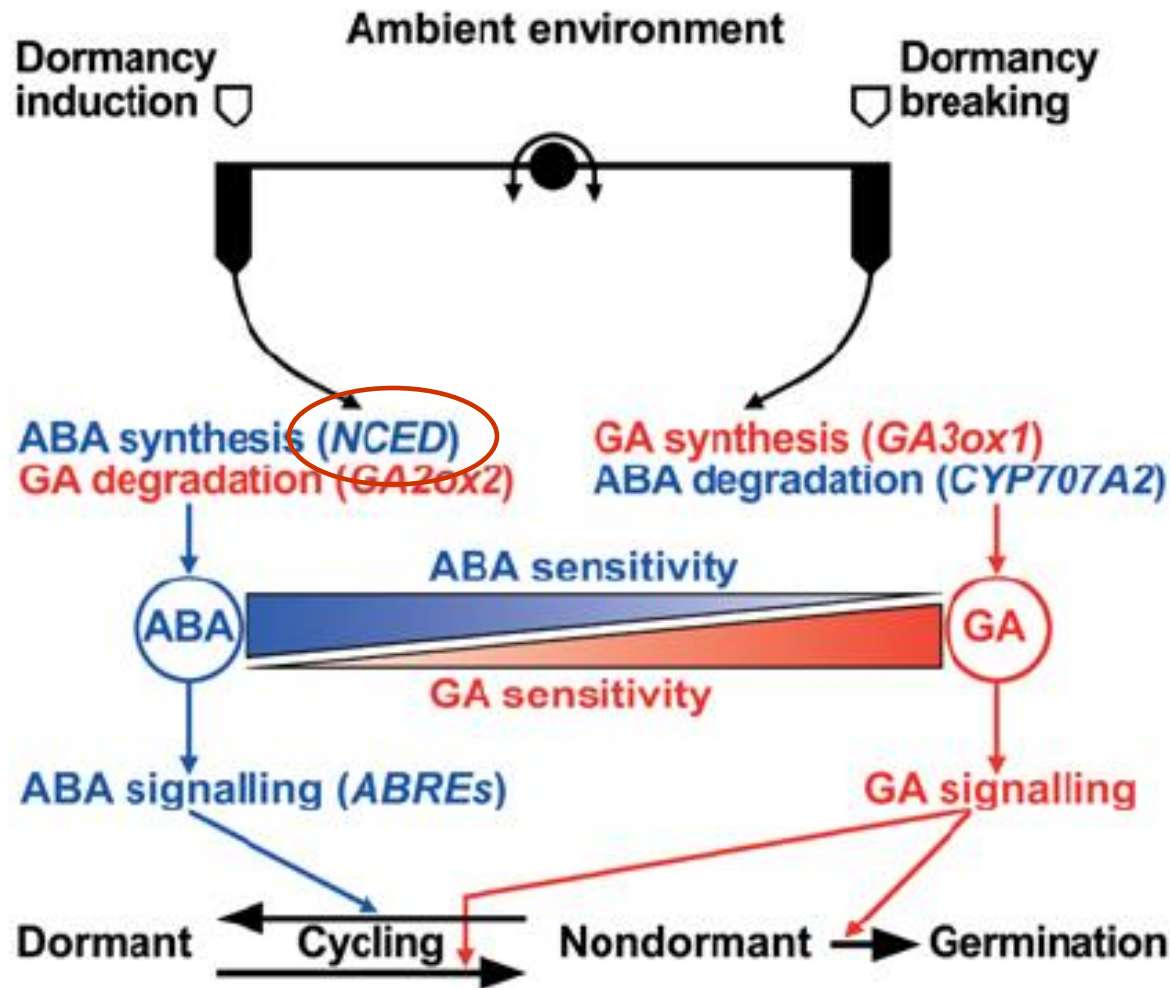 Ambient environment
Dormancy
induction
Dormancy
breaking
ABA synthesis (NCED)
GA degradation (GA2ox2)
GA synthesis (GA3ox1)
ABA degradation (CYP707A2)
ABA sensitivity
ABA
GA
GA sensitivity
ABA signalling (ABREs)
GA signalling
Dormant
Cycling
Nondormant
Germination